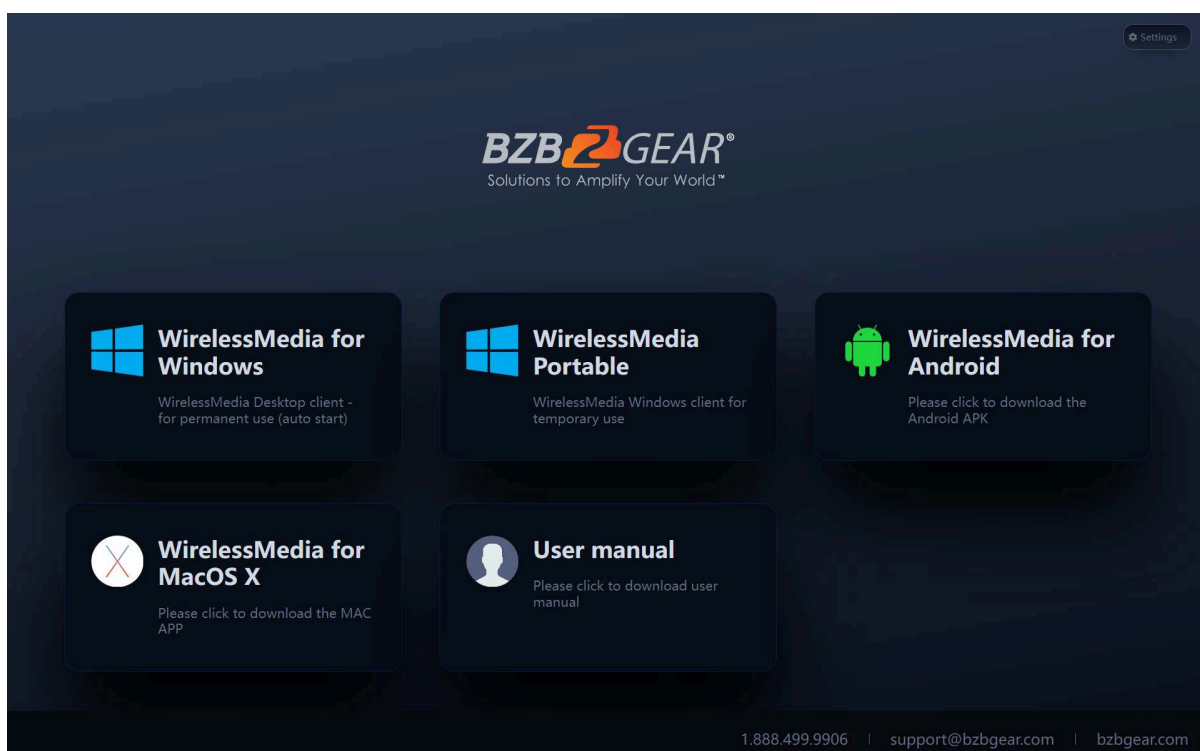 Settings
BZB GEAR®
Solutions to Amplify Your World™
WirelessMedia for
Windows
WirelessMedia Desktop client -
for permanent use (auto start)
WirelessMedia
Portable
WirelessMedia Windows client for
temporary use
WirelessMedia for
Android
Please click to download the
Android APK
WirelessMedia for
MacOS X
Please click to download the MAC
APP
User manual
Please click to download user
manual
1.888.499.9906 | support@bzbgear.com | bzbgear.com